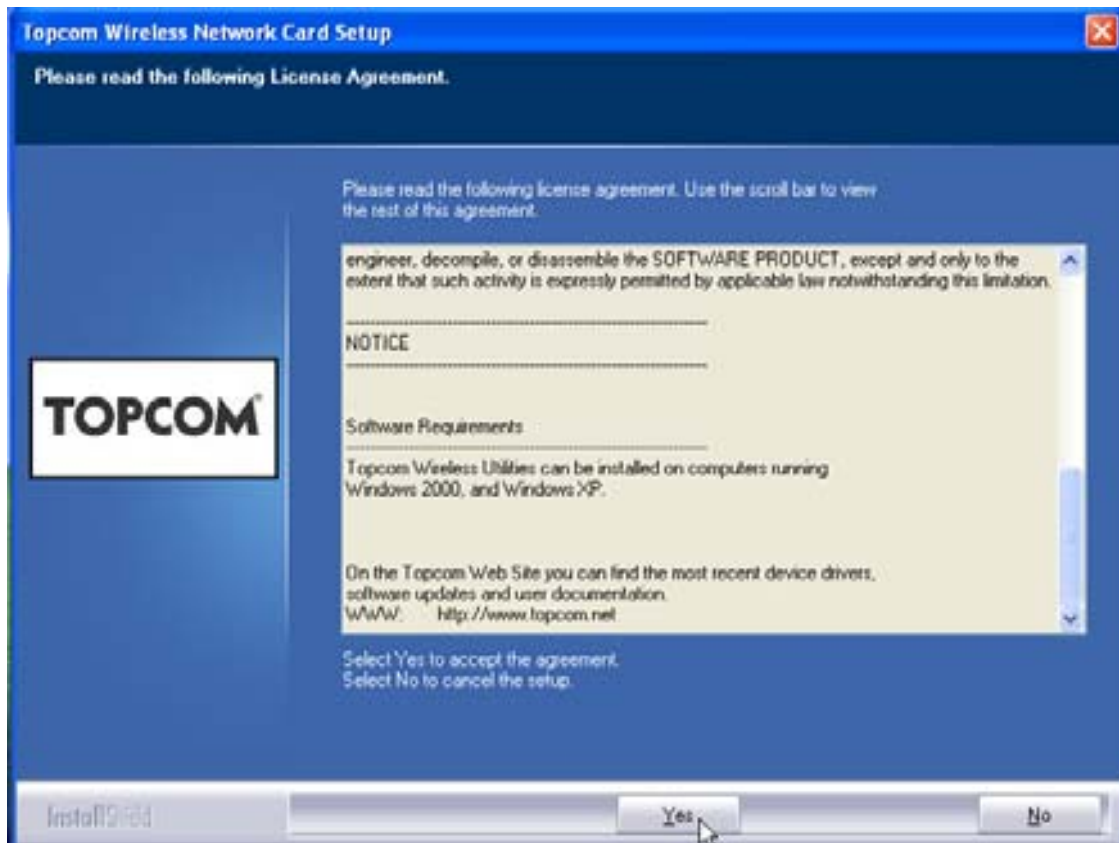 Topcom Wireless Network Card Setup
Please read the following License Agreement.
Please read the following license agreement. Use the scroll bar to view
the rest of this agreement.
engineer, decompile, or disassemble the SOFTWARE PRODUCT, except and only to the
extent that such activity is expressly permitted by applicable law notwithstanding this limitation.
NOTICE
Software Requirements
Topcom Wireless Utilities can be installed on computers running
Windows 2000, and Windows XP.
On the Topcom Web Site you can find the most recent device drivers,
software updates and user documentation.
WWW: http://www.topcom.net
TOPCOM®
Select Yes to accept the agreement.
Select No to cancel the setup.
InstallShield
Yes
No